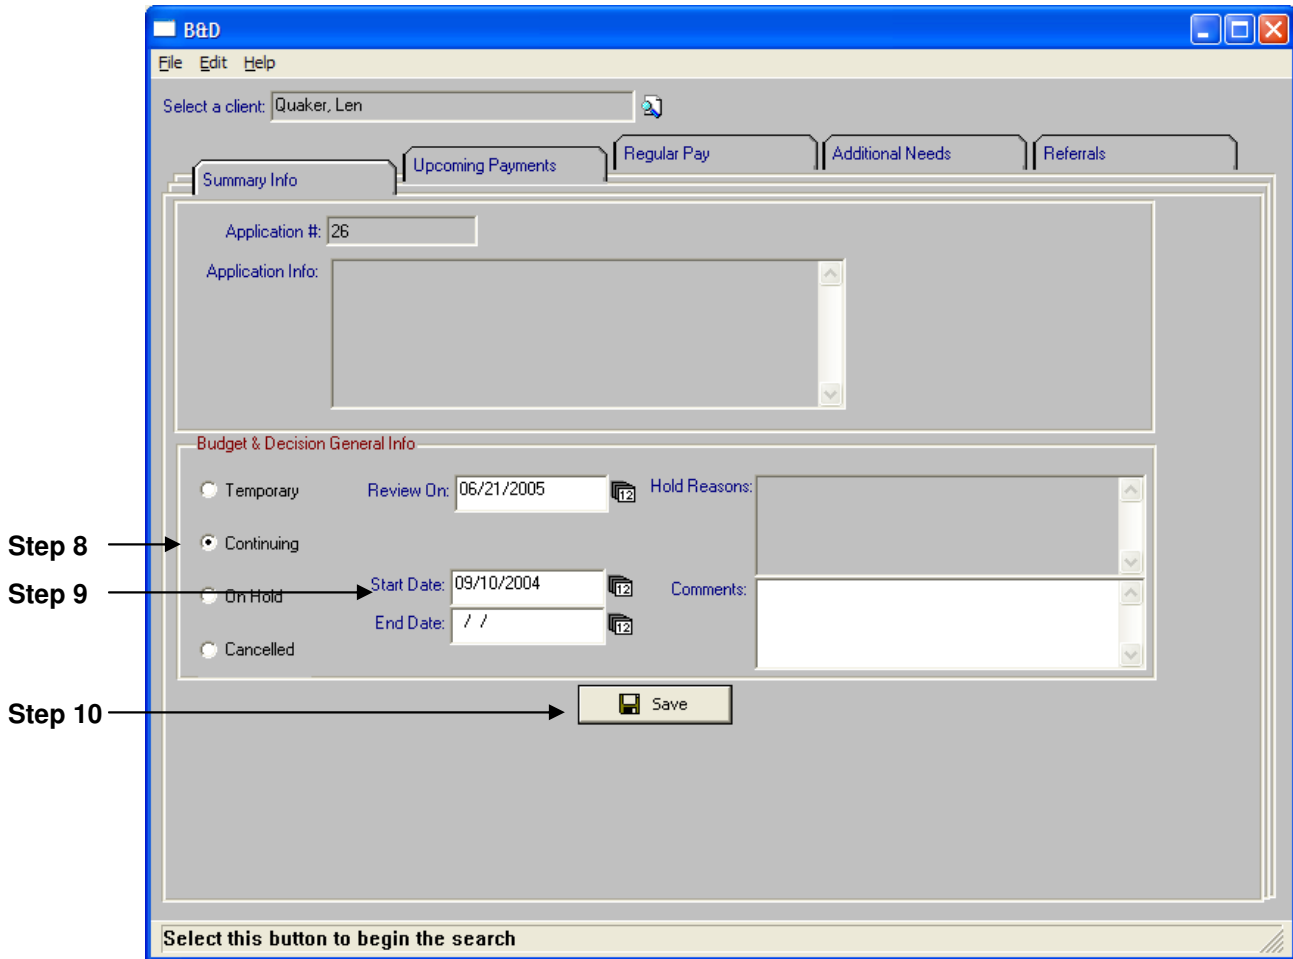 B&D
File Edit Help
Select a client: Quaker, Len
Summary Info Upcoming Payments Regular Pay Additional Needs Referrals
Application #: 26
Application Info:
Budget & Decision General Info
Temporary Review On: 06/21/2005 12 Hold Reasons:
Step 8 Continuing
Step 9 Start Date: 09/10/2004 12 Comments:
On Hold
End Date: / / 12
Cancelled
Step 10 Save
Select this button to begin the search